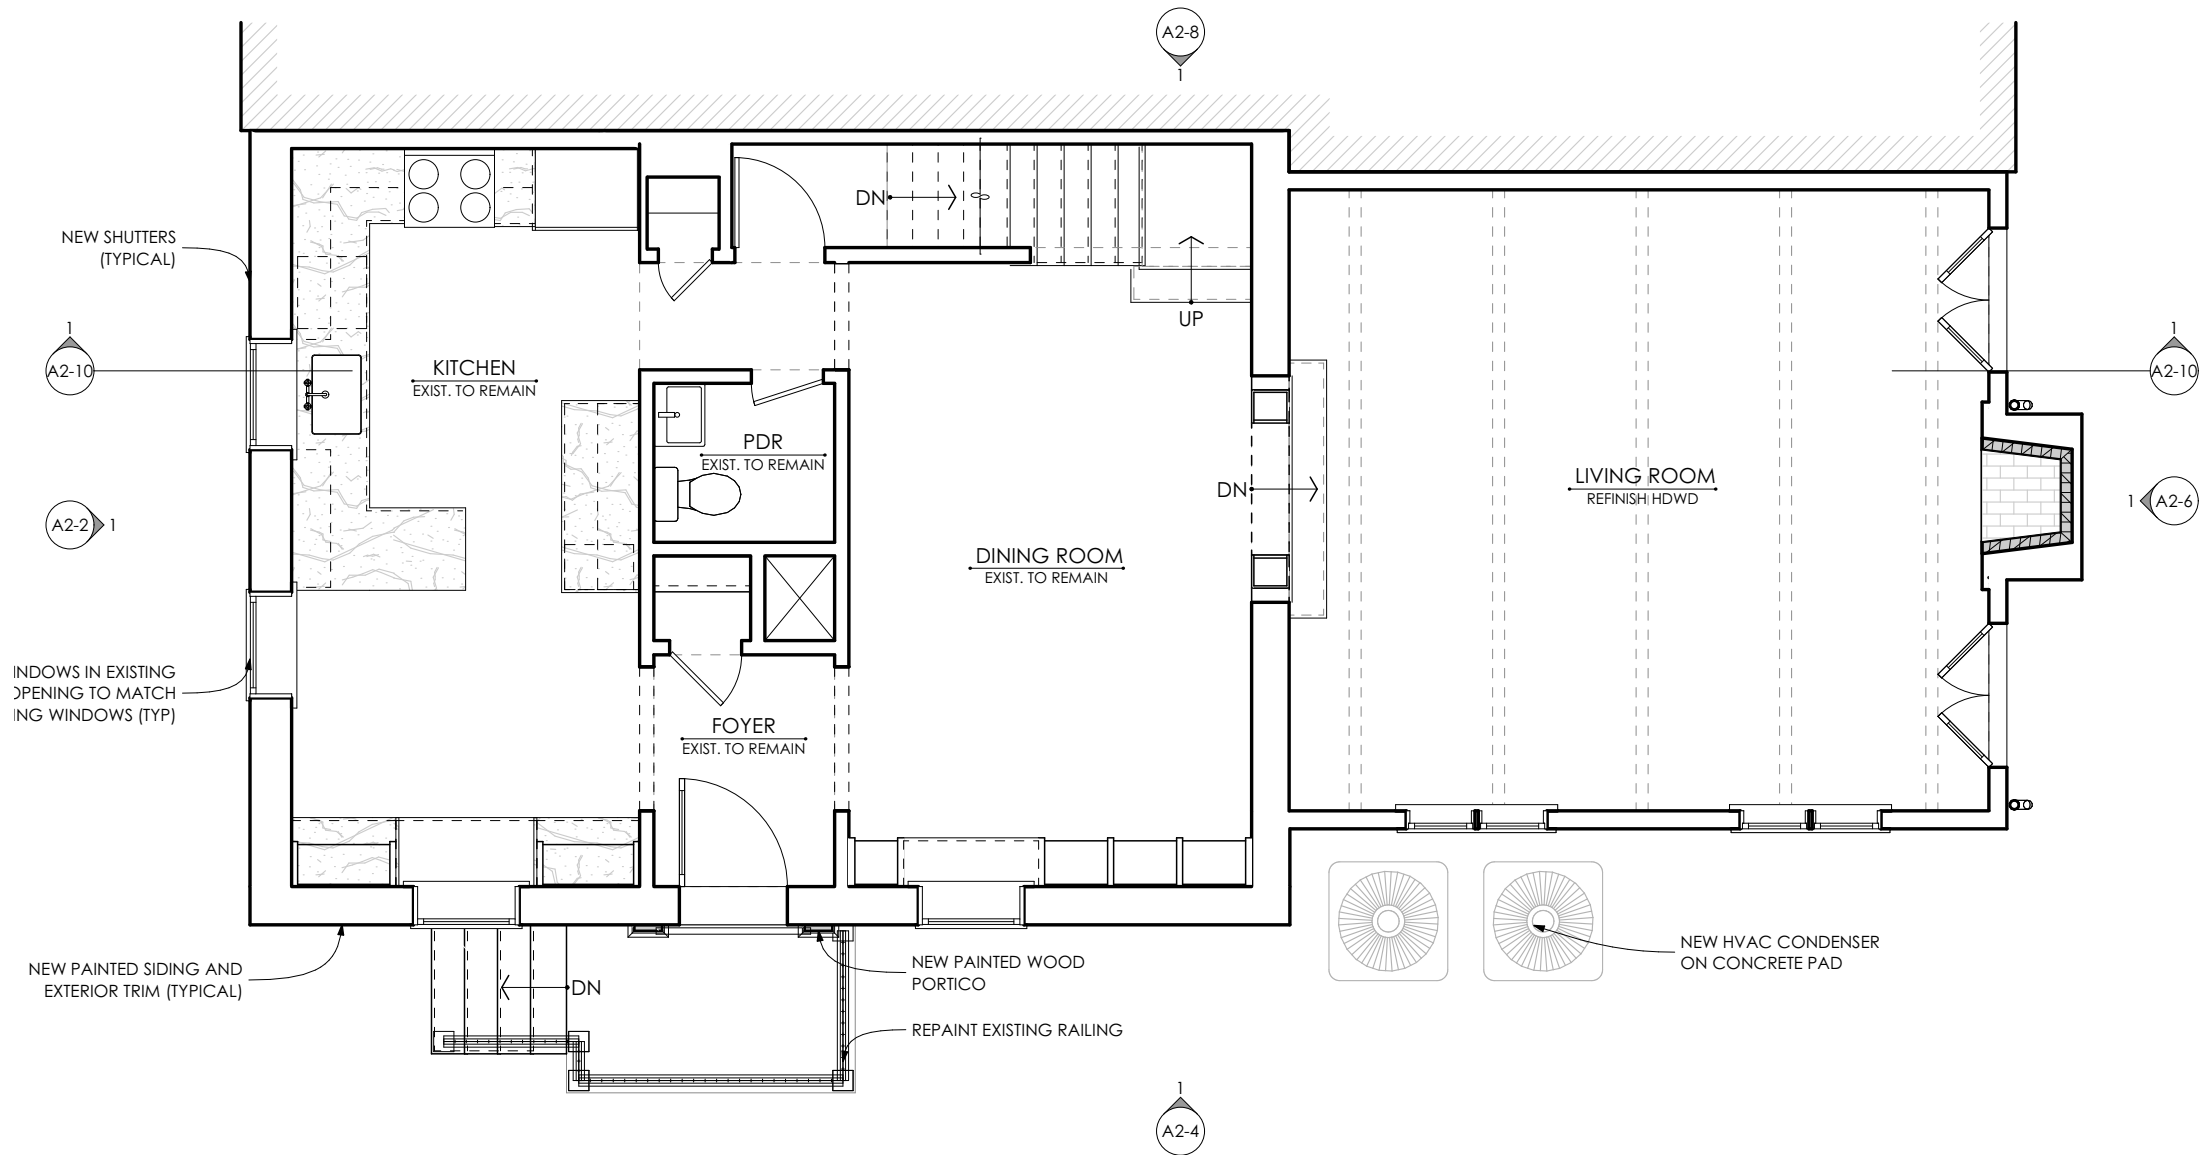 A2-8
1
NEW SHUTTERS
(TYPICAL)
DN
UP
1
A2-10
KITCHEN
EXIST. TO REMAIN
1
A2-10
PDR
EXIST. TO REMAIN
A2-2
1
DN
LIVING ROOM
REFINISH HDWD
1
A2-6
DINING ROOM
EXIST. TO REMAIN
INDOWS IN EXISTING
OPENING TO MATCH
ING WINDOWS (TYP)
FOYER
EXIST. TO REMAIN
NEW PAINTED SIDING AND
EXTERIOR TRIM (TYPICAL)
DN
NEW PAINTED WOOD
PORTICO
REPAINT EXISTING RAILING
NEW HVAC CONDENSER
ON CONCRETE PAD
1
A2-4